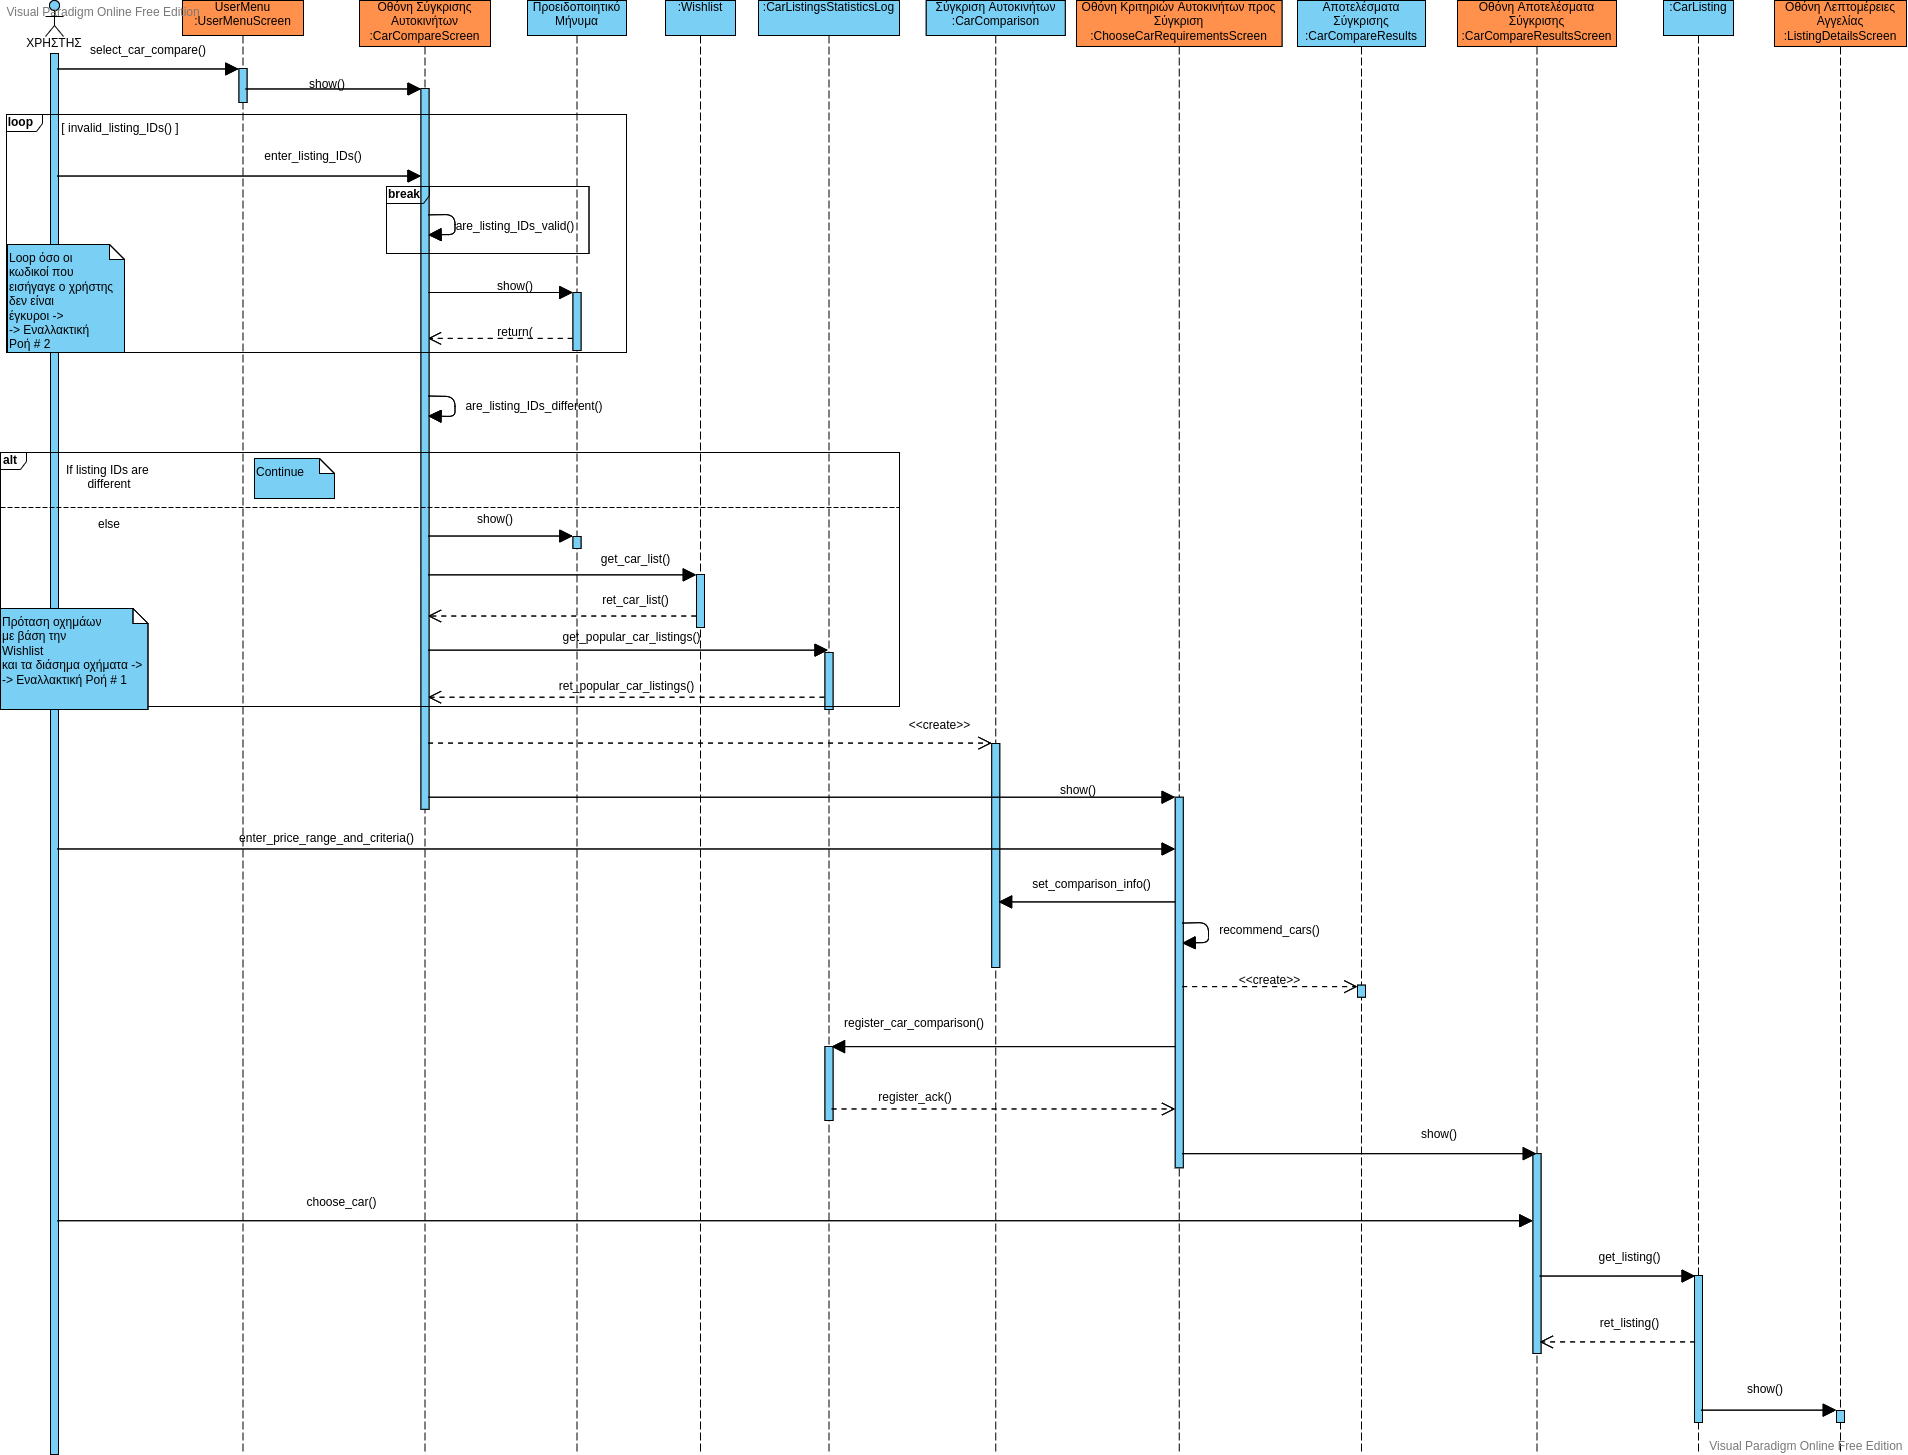 Visual Paradigm Online Free Edition
ΧΡΗΣΤΗΣ
UserMenu
:UserMenuScreen
Οθόνη Σύγκρισης
Αυτοκινήτων
:CarCompareScreen
Προειδοποιητικό
Μήνυμα
:Wishlist
:CarListingsStatisticsLog
Σύγκριση Αυτοκινήτων
:CarComparison
Οθόνη Κριτηριών Αυτοκινήτων προς
Σύγκριση
:ChooseCarRequirementsScreen
Αποτελέσματα
Σύγκρισης
:CarCompareResults
Οθόνη Αποτελέσματα
Σύγκρισης
:CarCompareResultsScreen
:CarListing
Οθόνη Λεπτομέρειες
Αγγελίας
:ListingDetailsScreen
select_car_compare()
show()
loop
[ invalid_listing_IDs() ]
enter_listing_IDs()
break
are_listing_IDs_valid()
Loop όσο οι
κωδικοί που
εισήγαγε ο χρήστης
δεν είναι
έγκυροι ->
-> Εναλλακτική
Ροή # 2
show()
return(
are_listing_IDs_different()
alt
If listing IDs are
different
Continue
else
show()
get_car_list()
ret_car_list()
Πρόταση οχημάων
με βάση την
Wishlist
και τα διάσημα οχήματα ->
-> Εναλλακτική Ροή # 1
get_popular_car_listings()
ret_popular_car_listings()
<<create>>
show()
enter_price_range_and_criteria()
set_comparison_info()
recommend_cars()
<<create>>
register_car_comparison()
register_ack()
show()
choose_car()
get_listing()
ret_listing()
show()
Visual Paradigm Online Free Edition